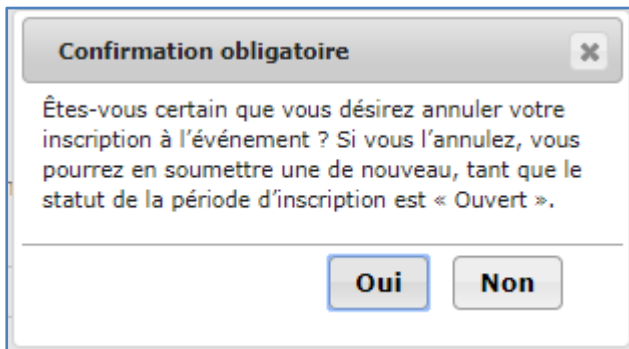 Confirmation obligatoire
Êtes-vous certain que vous désirez annuler votre
inscription à l’événement ? Si vous l’annulez, vous
pourrez en soumettre une de nouveau, tant que le
statut de la période d’inscription est « Ouvert ».
Oui Non